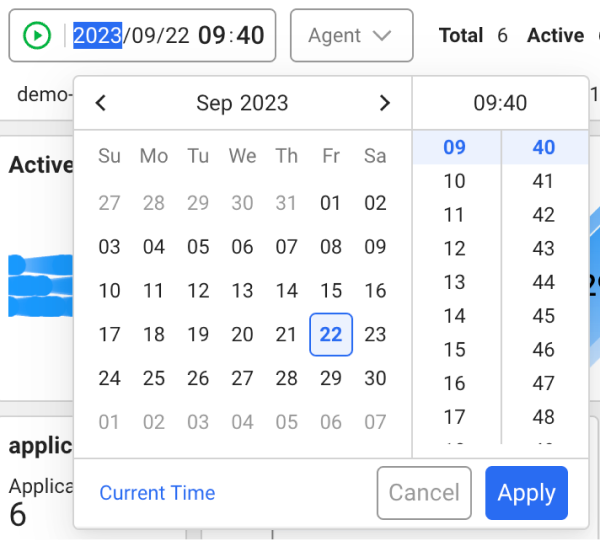 2023/09/22 09:40 Agent Total 6 Active
demo-
Sep 2023 09:40
Active
Su Mo Tu We Th Fr Sa
27 28 29 30 31 01 02
03 04 05 06 07 08 09
10 11 12 13 14 15 16
17 18 19 20 21 22 23
24 25 26 27 28 29 30
01 02 03 04 05 06 07
09 40
10 41
11 42
12 43
13 44
14 45
15 46
16 47
17 48
applic
Applica
6
Current Time Cancel Apply